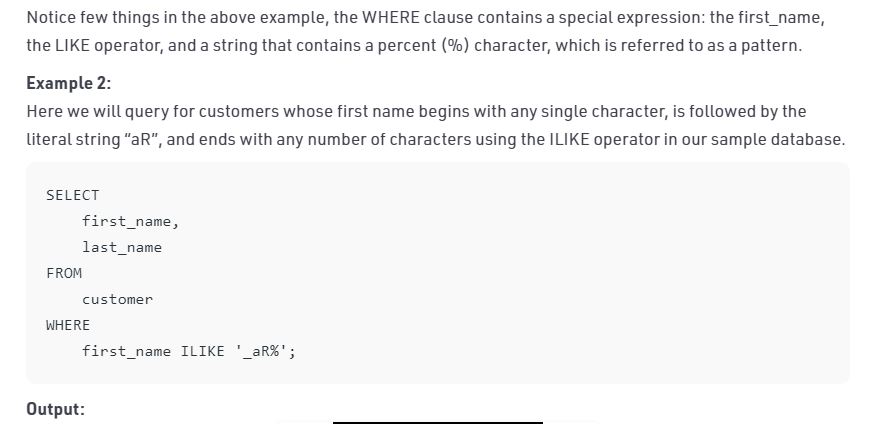 Notice few things in the above example, the WHERE clause contains a special expression: the first_name,
the LIKE operator, and a string that contains a percent (%) character, which is referred to as a pattern.
Example 2:
Here we will query for customers whose first name begins with any single character, is followed by the
literal string “aR”, and ends with any number of characters using the ILIKE operator in our sample database.
SELECT
    first_name,
    last_name
FROM
    customer
WHERE
    first_name ILIKE '_aR%';
Output: